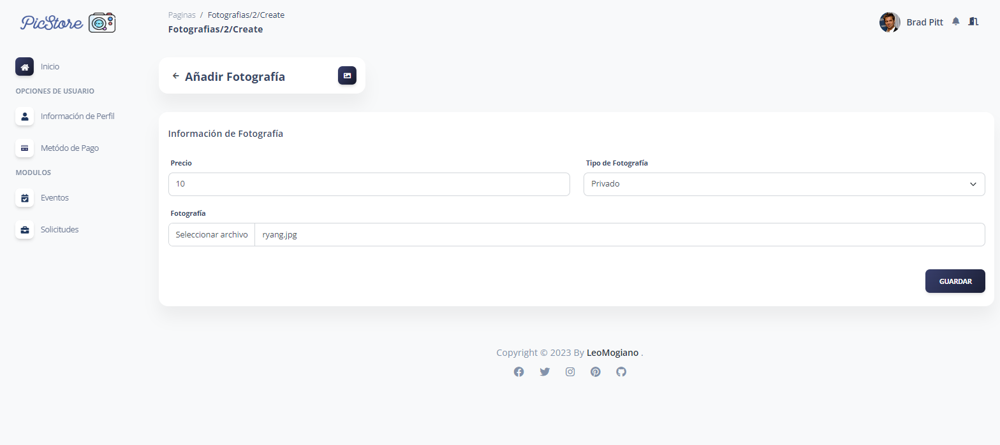 PicStore
Paginas / Fotografias/2/Create
Fotografias/2/Create
Brad Pitt
Inicio
OPCIONES DE USUARIO
Información de Perfil
Metódo de Pago
MODULOS
Eventos
Solicitudes
← Añadir Fotografía
Información de Fotografía
Precio
10
Tipo de Fotografía
Privado
Fotografía
Seleccionar archivo ryang.jpg
GUARDAR
Copyright © 2023 By LeoMogiano .